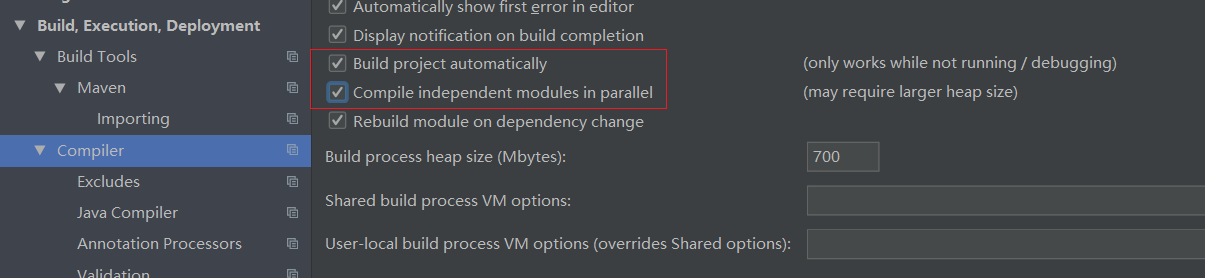 Automatically show first error in editor
Build, Execution, Deployment
Display notification on build completion
Build Tools
Build project automatically (only works while not running / debugging)
Maven
Compile independent modules in parallel (may require larger heap size)
Importing
Rebuild module on dependency change
Compiler
Build process heap size (Mbytes): 700
Excludes
Shared build process VM options:
Java Compiler
Annotation Processors
User-local build process VM options (overrides Shared options):
Validation